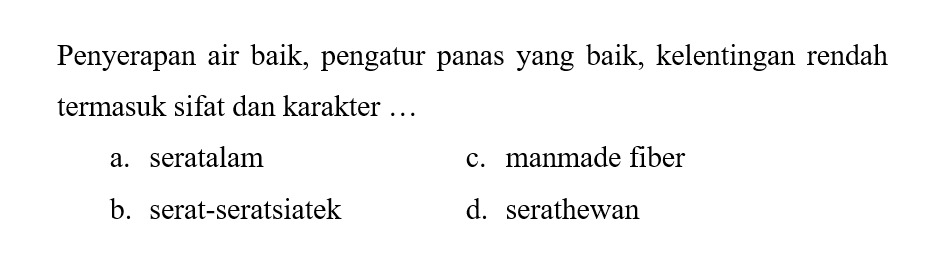 Penyerapan air baik, pengatur panas yang baik, kelentingan rendah
termasuk sifat dan karakter …
a. seratalam
c. manmade fiber
b. serat-seratsiatek
d. serathewan